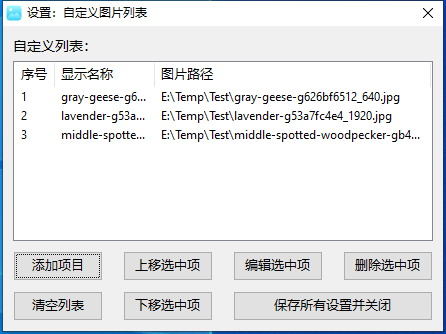 设置：自定义图片列表
自定义列表：
序号 显示名称 图片路径
1 gray-geese-g6... E:\Temp\Test\gray-geese-g626bf6512_640.jpg
2 lavender-g53a... E:\Temp\Test\lavender-g53a7fc4e4_1920.jpg
3 middle-spotte... E:\Temp\Test\middle-spotted-woodpecker-gb4...
添加项目 上移选中项 编辑选中项 删除选中项
清空列表 下移选中项 保存所有设置并关闭